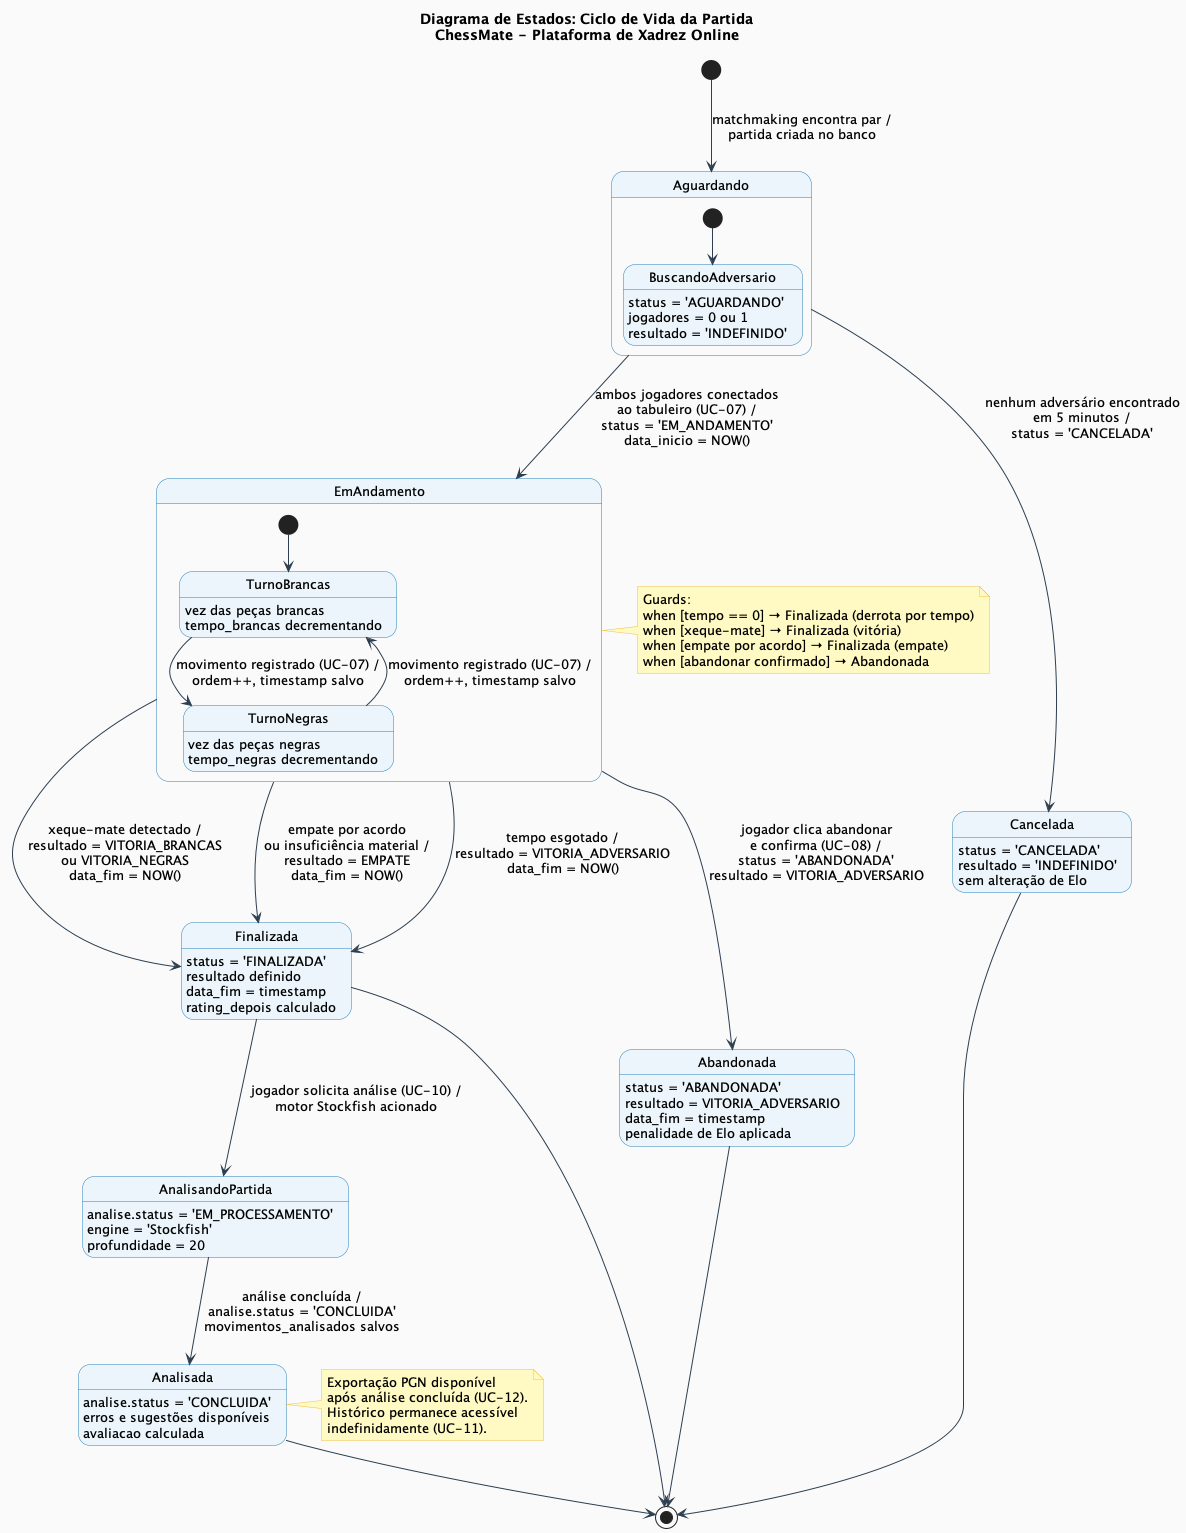 Diagrama de Estados: Ciclo de Vida da Partida
ChessMate - Plataforma de Xadrez Online
matchmaking encontra par /
partida criada no banco
Aguardando
BuscandoAdversario
status = 'AGUARDANDO'
jogadores = 0 ou 1
resultado = 'INDEFINIDO'
ambos jogadores conectados
ao tabuleiro (UC-07) /
status = 'EM_ANDAMENTO'
data_inicio = NOW()
nenhum adversário encontrado
em 5 minutos /
status = 'CANCELADA'
EmAndamento
TurnoBrancas
vez das peças brancas
tempo_brancas decrementando
movimento registrado (UC-07) /
ordem++, timestamp salvo
movimento registrado (UC-07) /
ordem++, timestamp salvo
TurnoNegras
vez das peças negras
tempo_negras decrementando
Guards:
when [tempo == 0] → Finalizada (derrota por tempo)
when [xeque-mate] → Finalizada (vitória)
when [empate por acordo] → Finalizada (empate)
when [abandonar confirmado] → Abandonada
xeque-mate detectado /
resultado = VITORIA_BRANCAS
ou VITORIA_NEGRAS
data_fim = NOW()
empate por acordo
ou insuficiência material /
resultado = EMPATE
data_fim = NOW()
tempo esgotado /
resultado = VITORIA_ADVERSARIO
data_fim = NOW()
jogador clica abandonar
e confirma (UC-08) /
status = 'ABANDONADA'
resultado = VITORIA_ADVERSARIO
Cancelada
status = 'CANCELADA'
resultado = 'INDEFINIDO'
sem alteração de Elo
Finalizada
status = 'FINALIZADA'
resultado definido
data_fim = timestamp
rating_depois calculado
jogador solicita análise (UC-10) /
motor Stockfish acionado
Abandonada
status = 'ABANDONADA'
resultado = VITORIA_ADVERSARIO
data_fim = timestamp
penalidade de Elo aplicada
AnalisandoPartida
analise.status = 'EM_PROCESSAMENTO'
engine = 'Stockfish'
profundidade = 20
análise concluída /
analise.status = 'CONCLUIDA'
movimentos_analisados salvos
Analisada
analise.status = 'CONCLUIDA'
erros e sugestões disponíveis
avaliacao calculada
Exportação PGN disponível
após análise concluída (UC-12).
Histórico permanece acessível
indefinidamente (UC-11).